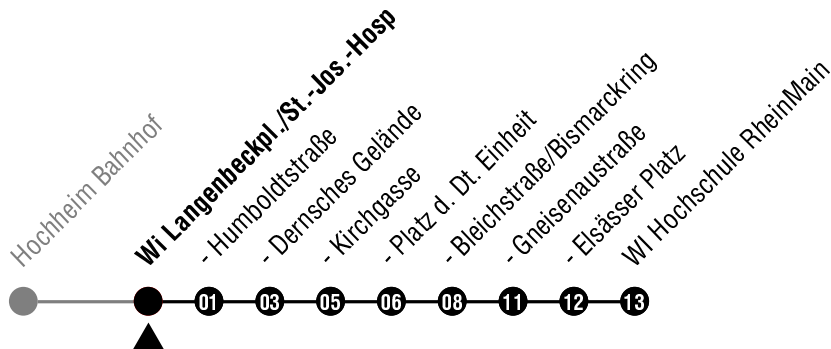 Hochheim Bahnhof
Wi Langenbeckpl./St.-Jos.-Hosp
- Humboldtstraße
- Dernsches Gelände
- Kirchgasse
- Platz d. Dt. Einheit
- Bleichstraße/Bismarckring
- Gneisenaustraße
- Elsässer Platz
WI Hochschule RheinMain
01 03 05 06 08 11 12 13